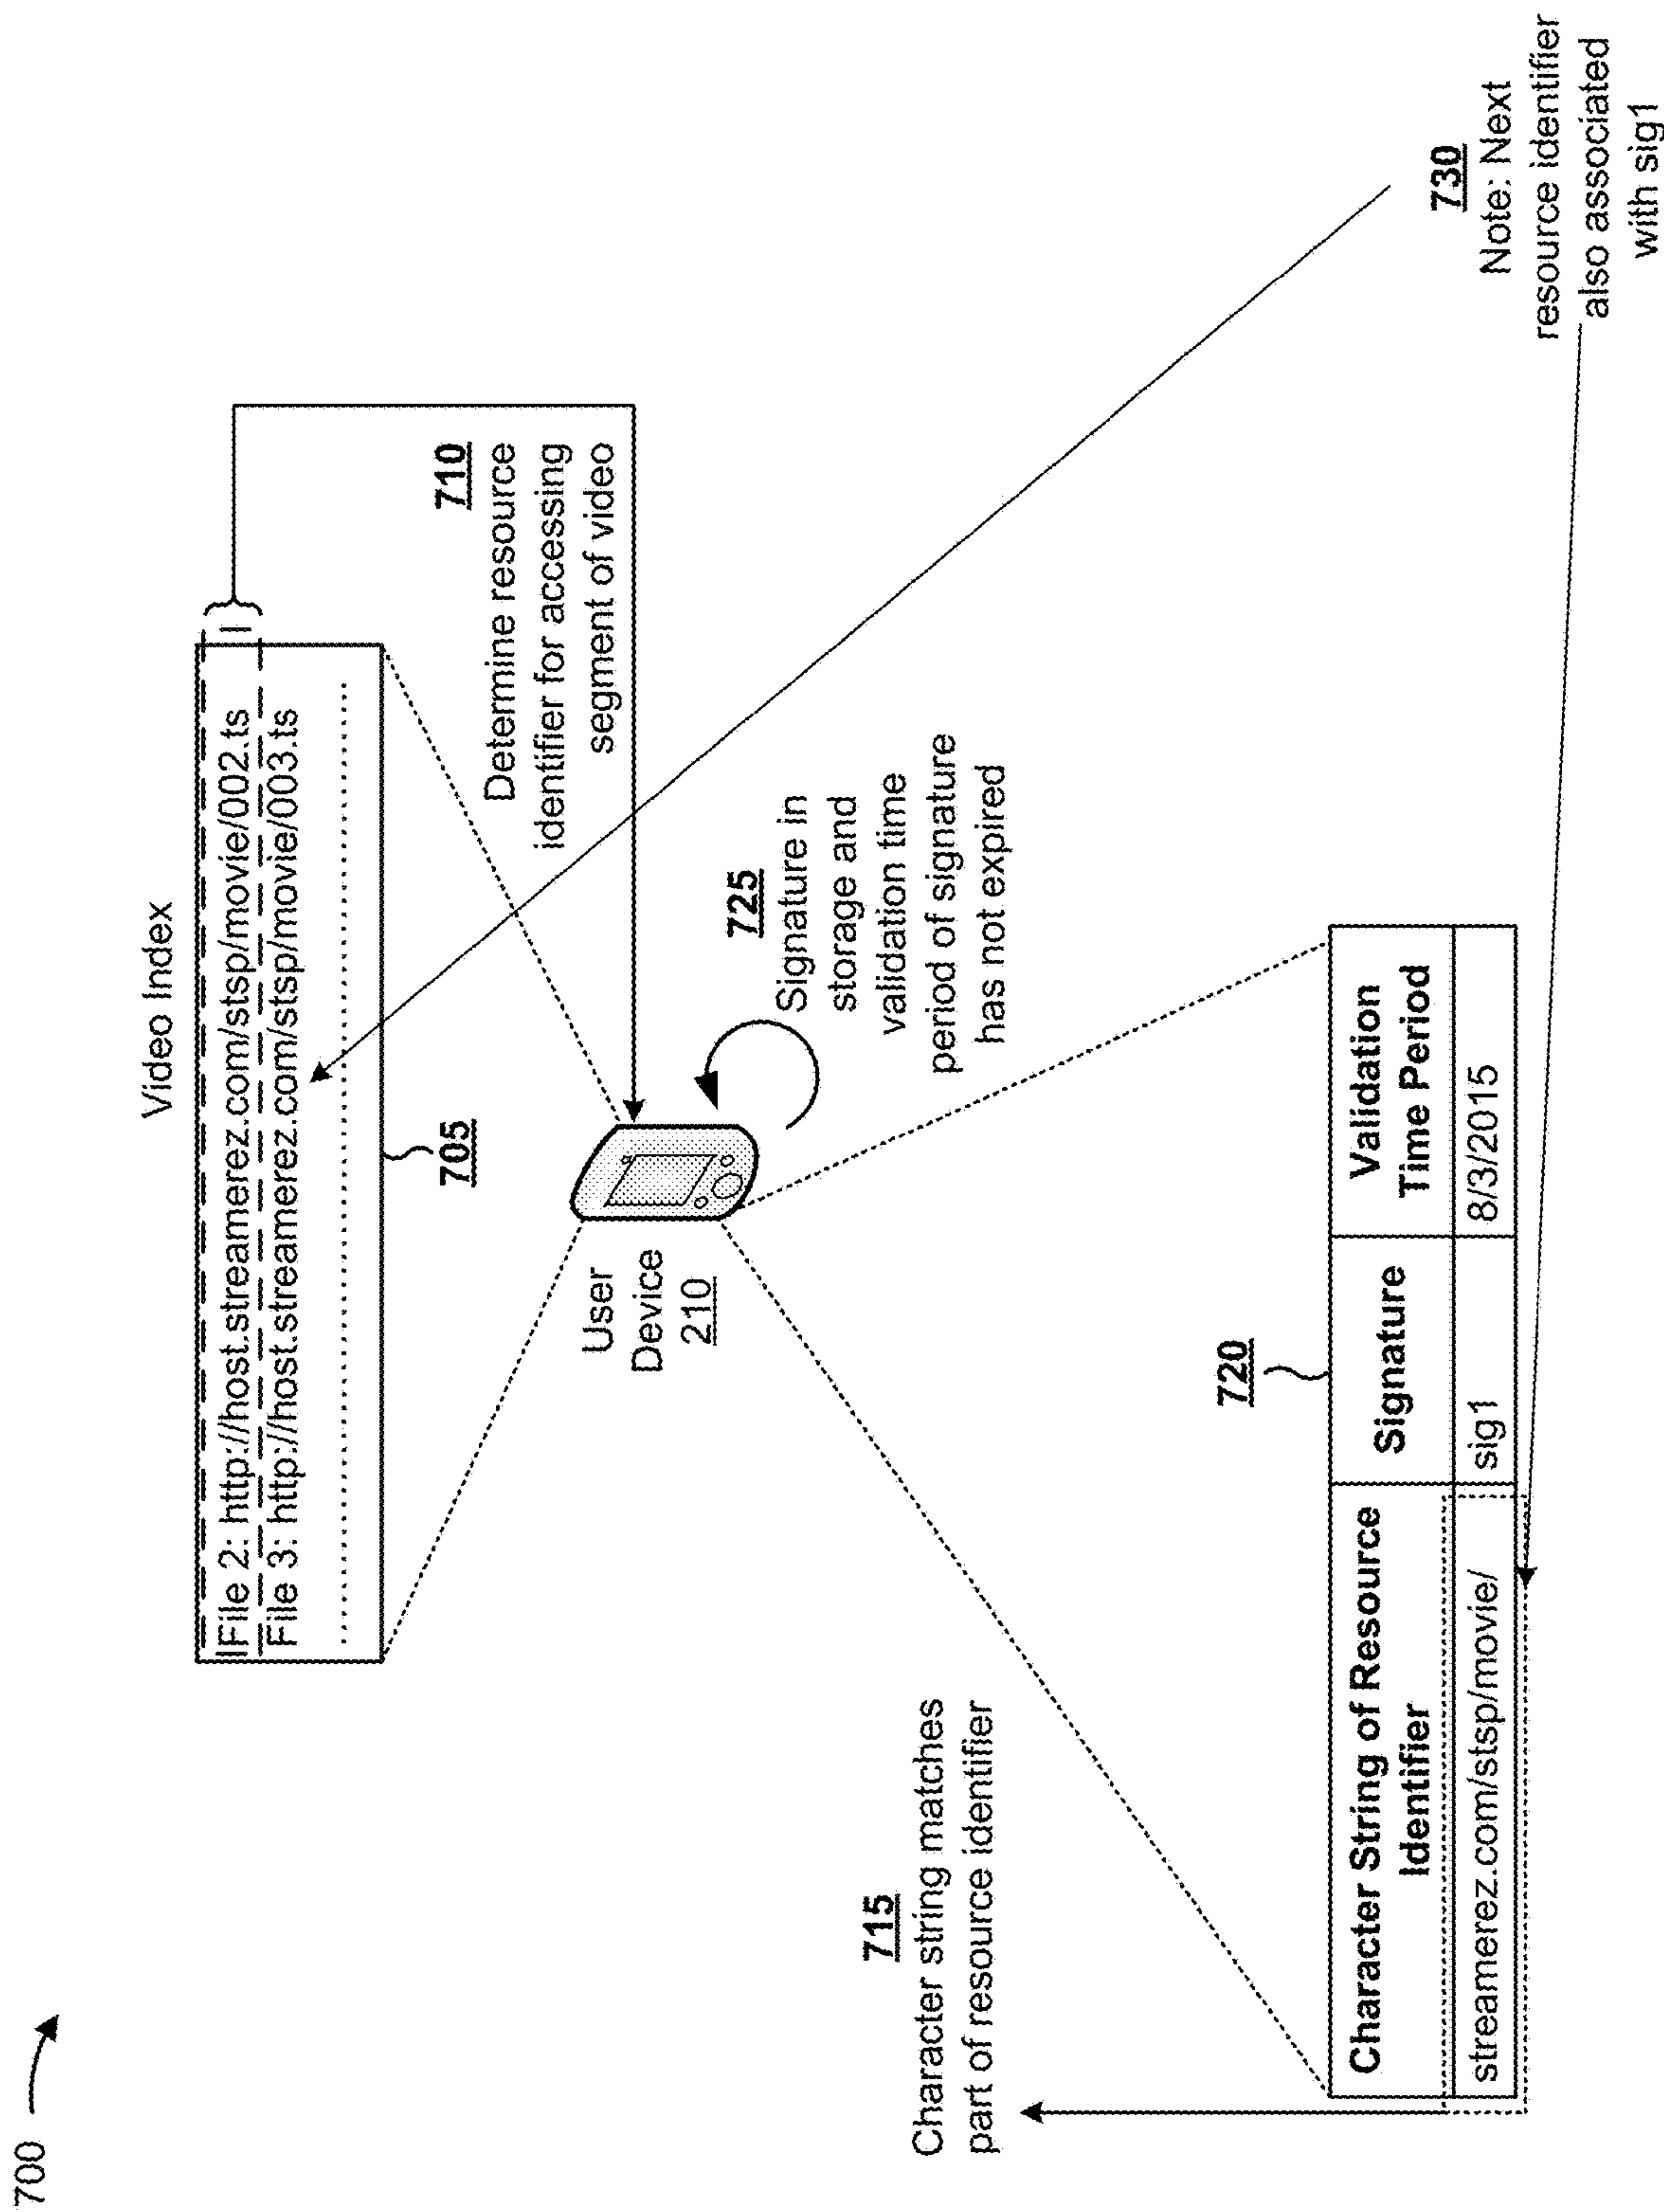 700
Video Index
File 2: http://host.streamerez.com/stsp/movie/002.ts
File 3: http://host.streamerez.com/stsp/movie/003.ts
705
710
Determine resource
identifier for accessing
segment of video
User
Device
210
725
Signature in
storage and
validation time
period of signature
has not expired
715
Character string matches
part of resource identifier
720
Character String of Resource
Identifier
Signature
Validation
Time Period
streamerez.com/stsp/movie/
sig1
8/3/2015
730
Note: Next
resource identifier
also associated
with sig1